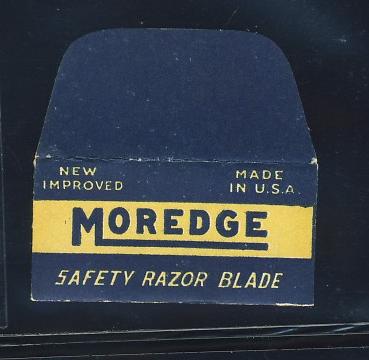 NEW IMPROVED
MADE IN U.S.A.
MOREDGE
SAFETY RAZOR BLADE